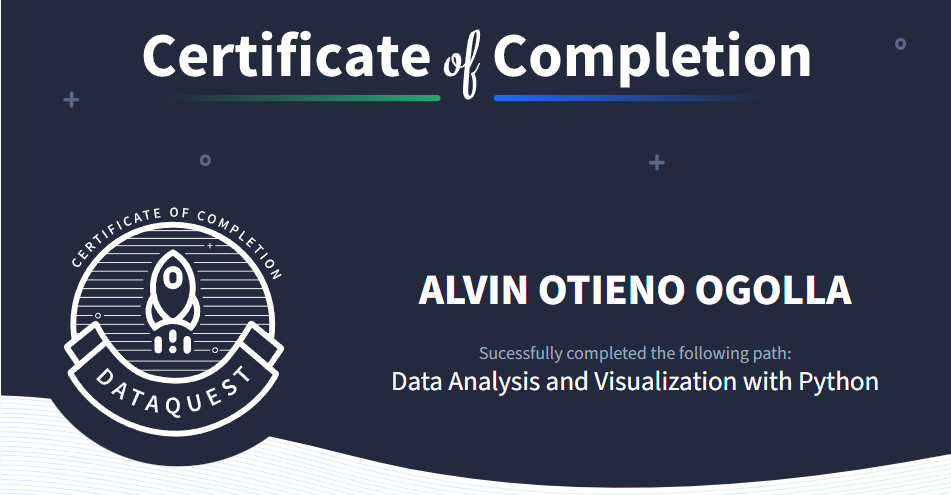 Certificate of Completion
CERTIFICATE OF COMPLETION
DATAQUEST
ALVIN OTIENO OGOLLA
Sucessfully completed the following path:
Data Analysis and Visualization with Python